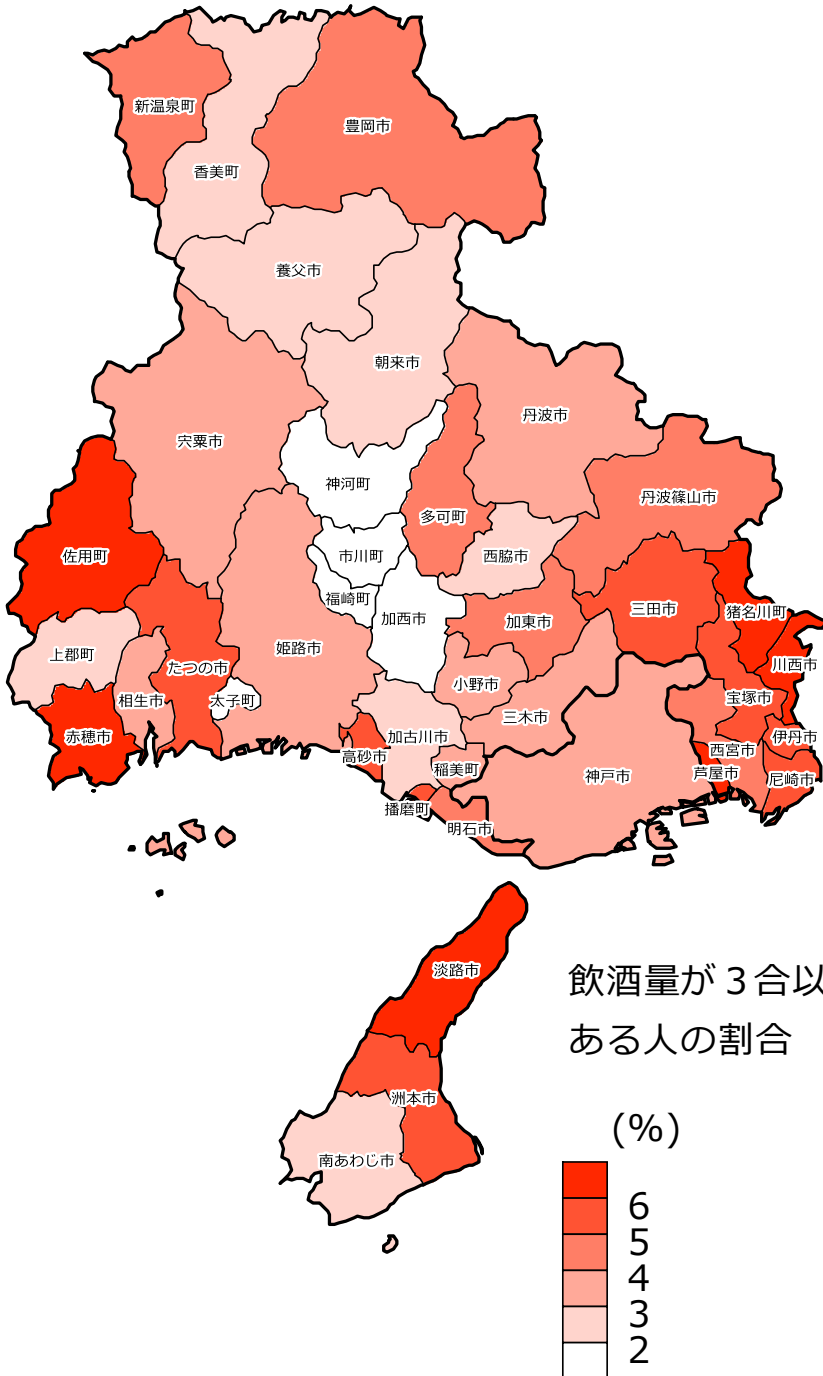 新温泉町
豊岡市
香美町
養父市
朝来市
丹波市
宍粟市
神河町
丹波篠山市
多可町
市川町
西脇市
佐用町
福崎町
加西市
加東市
三田市
猪名川町
姫路市
上郡町
たつの市
川西市
小野市
相生市
太子町
三木市
宝塚市
赤穂市
加古川市
伊丹市
西宮市
高砂市
稲美町
神戸市
芦屋市
尼崎市
播磨町
明石市
淡路市
飲酒量が3合以
ある人の割合
洲本市
(%)
南あわじ市
6
5
4
3
2